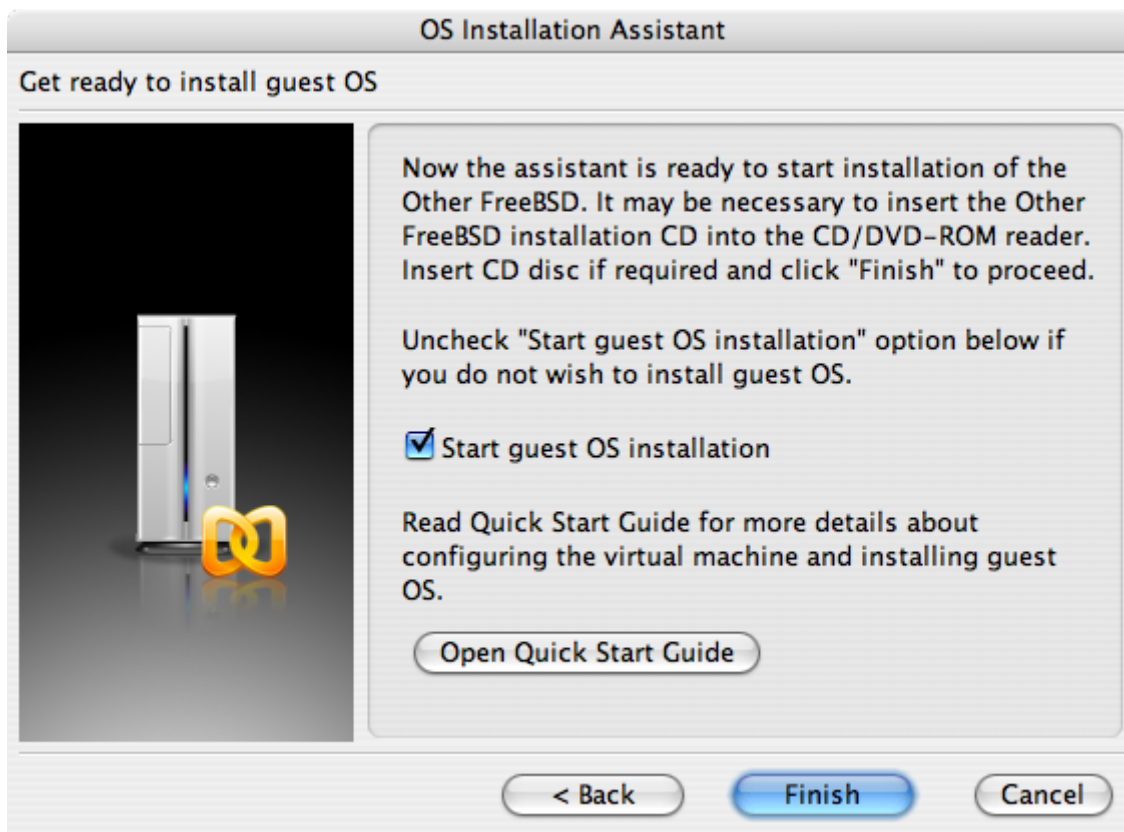 OS Installation Assistant
Get ready to install guest OS
Now the assistant is ready to start installation of the
Other FreeBSD. It may be necessary to insert the Other
FreeBSD installation CD into the CD/DVD-ROM reader.
Insert CD disc if required and click "Finish" to proceed.
Uncheck "Start guest OS installation" option below if
you do not wish to install guest OS.
Start guest OS installation
Read Quick Start Guide for more details about
configuring the virtual machine and installing guest
OS.
Open Quick Start Guide
< Back
Finish
Cancel